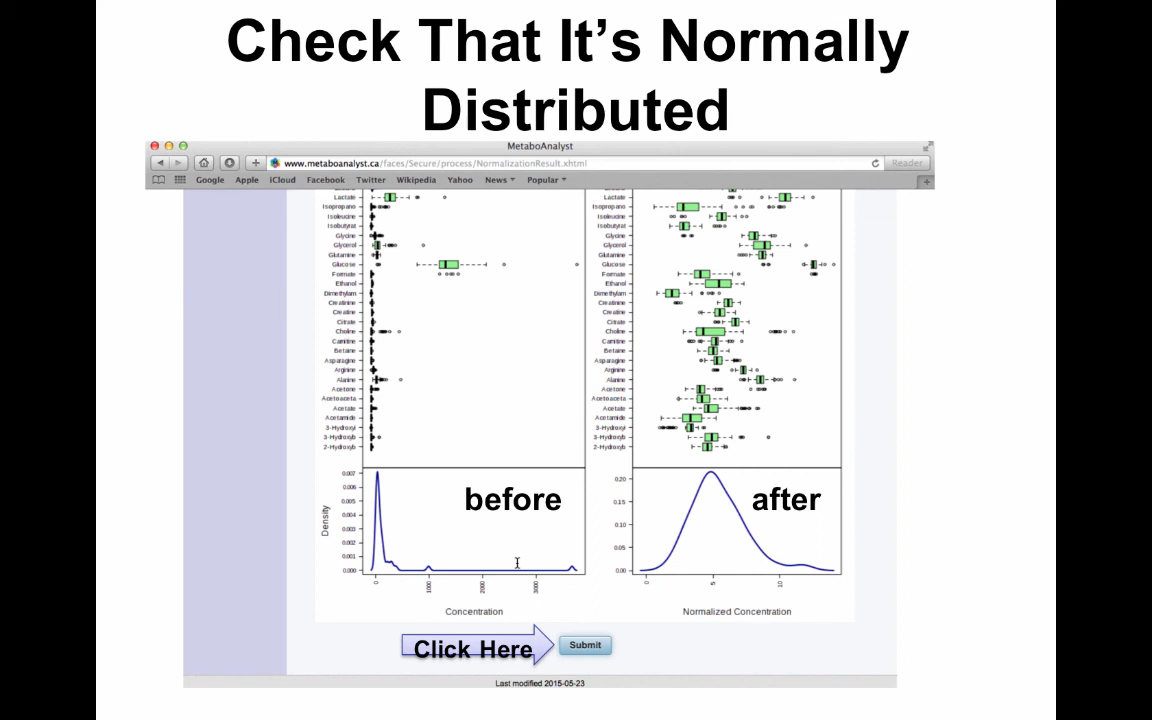 Check That It's Normally
Distributed
MetaboAnalyst
www.metaboanalyst.ca/faces/Secure/process/NormalizationResult.xhtml
Reader
Google Apple iCloud Facebook Twitter Wikipedia Yahoo News Popular
Lactate
Isopropano
Isoleucine
Isobutyrat
Glycine
Glycerol
Glutamine
Glucose
Formate
Ethanol
Dimethylam
Creatinine
Creatine
Citrate
Choline
Carnitine
Betaine
Asparagine
Arginine
Alanine
Acetone
Acetoaceta
Acetate
Acetamide
3-Hydroxyi
3-Hydroxyb
2-Hydroxyb
Lactate
Isopropano
Isoleucine
Isobutyrat
Glycine
Glycerol
Glutamine
Glucose
Formate
Ethanol
Dimethylam
Creatinine
Creatine
Citrate
Choline
Carnitine
Betaine
Asparagine
Arginine
Alanine
Acetone
Acetoaceta
Acetate
Acetamide
3-Hydroxyi
3-Hydroxyb
2-Hydroxyb
before
Density
0.007
0.006
0.005
0.004
0.003
0.002
0.001
0.000
0 1000 2000 3000
Concentration
after
0.20
0.15
0.10
0.05
0.00
0 5 10
Normalized Concentration
Click Here
Submit
Last modified 2015-05-23